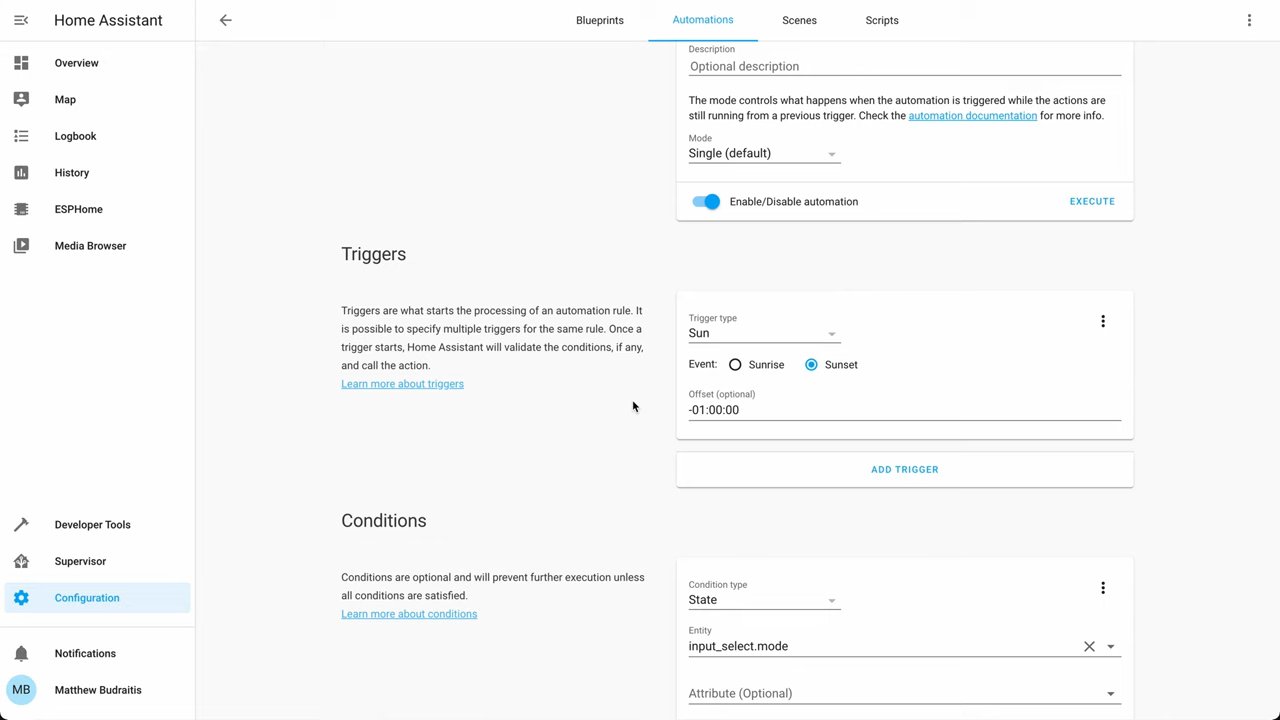 Home Assistant
Overview
Map
Logbook
History
ESPHome
Media Browser
Developer Tools
Supervisor
Configuration
Notifications
MB
Matthew Budraitis
Blueprints
Automations
Scenes
Scripts
Description
Optional description
The mode controls what happens when the automation is triggered while the actions are
still running from a previous trigger. Check the automation documentation for more info.
Mode
Single (default)
Enable/Disable automation
EXECUTE
Triggers
Triggers are what starts the processing of an automation rule. It
is possible to specify multiple triggers for the same rule. Once a
trigger starts, Home Assistant will validate the conditions, if any,
and call the action.
Learn more about triggers
Trigger type
Sun
Event: Sunrise Sunset
Offset (optional)
-01:00:00
ADD TRIGGER
Conditions
Conditions are optional and will prevent further execution unless
all conditions are satisfied.
Learn more about conditions
Condition type
State
Entity
input_select.mode
Attribute (Optional)